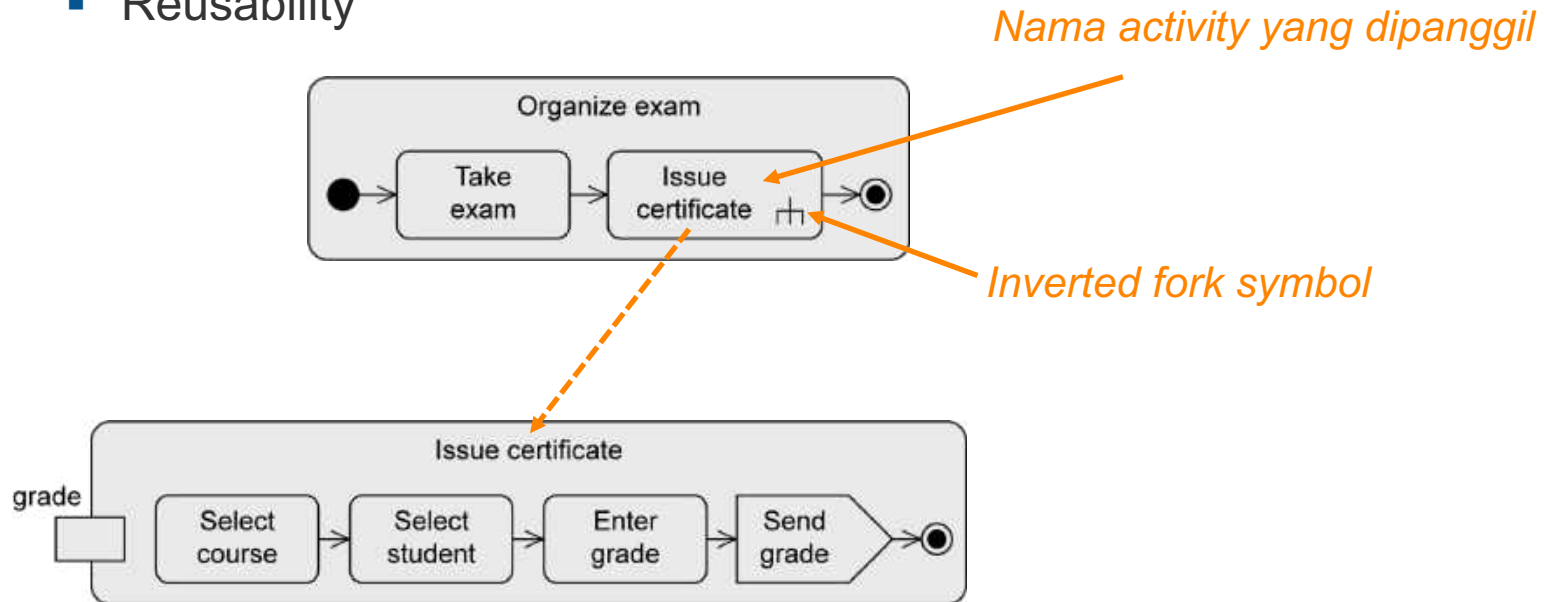 Reusability
Nama activity yang dipanggil
Organize exam
Take
exam
Issue
certificate
Inverted fork symbol
Issue certificate
grade
Select
course
Select
student
Enter
grade
Send
grade